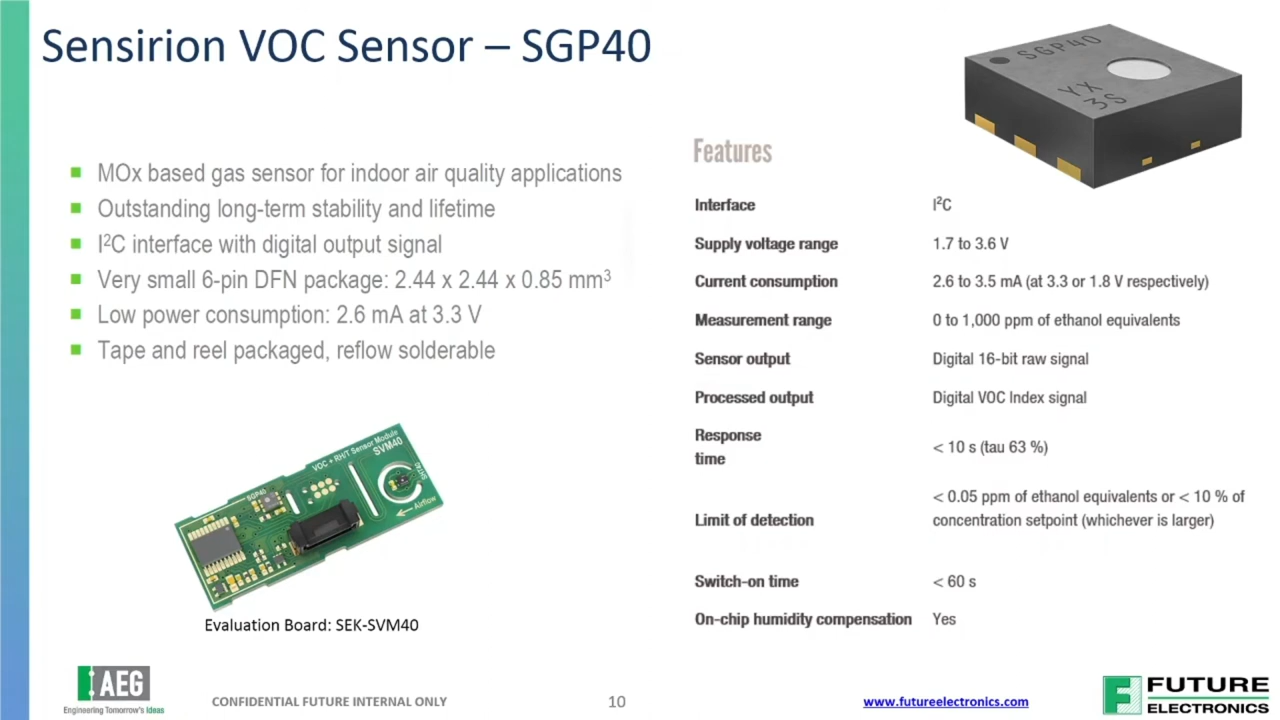 Sensirion VOC Sensor – SGP40
SGP40
YX
3S
■ MOx based gas sensor for indoor air quality applications
■ Outstanding long-term stability and lifetime
■ I²C interface with digital output signal
■ Very small 6-pin DFN package: 2.44 x 2.44 x 0.85 mm³
■ Low power consumption: 2.6 mA at 3.3 V
■ Tape and reel packaged, reflow solderable
VOC + RH/T Sensor Module
SVM40
SGP40
SHT40
Airflow
Evaluation Board: SEK-SVM40
Features
Interface I²C
Supply voltage range 1.7 to 3.6 V
Current consumption 2.6 to 3.5 mA (at 3.3 or 1.8 V respectively)
Measurement range 0 to 1,000 ppm of ethanol equivalents
Sensor output Digital 16-bit raw signal
Processed output Digital VOC Index signal
Response
time < 10 s (tau 63 %)
Limit of detection < 0.05 ppm of ethanol equivalents or < 10 % of
concentration setpoint (whichever is larger)
Switch-on time < 60 s
On-chip humidity compensation Yes
AEG
Engineering Tomorrow's Ideas
CONFIDENTIAL FUTURE INTERNAL ONLY
10
www.futureelectronics.com
F
FUTURE
ELECTRONICS